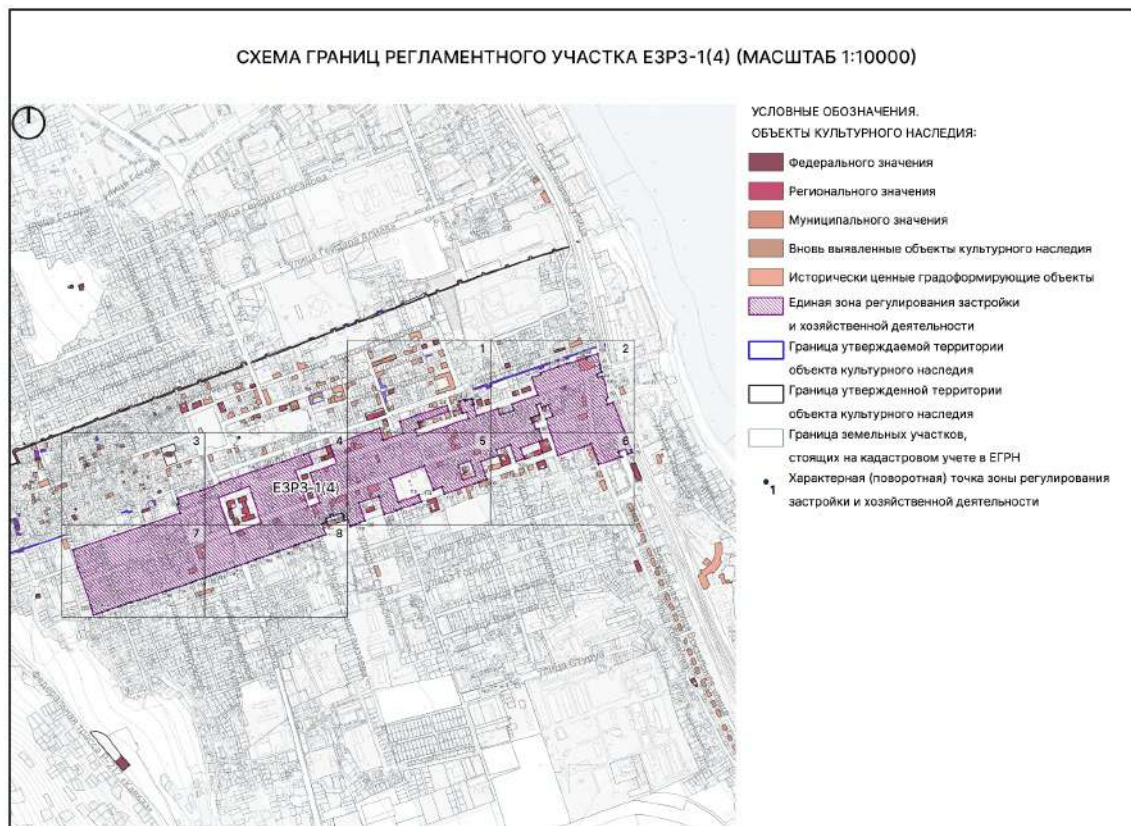 СХЕМА ГРАНИЦ РЕГЛАМЕНТНОГО УЧАСТКА ЕЗРЗ-1(4) (МАСШТАБ 1:10000)
УСЛОВНЫЕ ОБОЗНАЧЕНИЯ.
ОБЪЕКТЫ КУЛЬТУРНОГО НАСЛЕДИЯ:
Федерального значения
Регионального значения
Муниципального значения
Вновь выявленные объекты культурного наследия
Исторически ценные градоформирующие объекты
Единая зона регулирования застройки
и хозяйственной деятельности
Граница утверждаемой территории
объекта культурного наследия
Граница утвержденной территории
объекта культурного наследия
Граница земельных участков,
стоящих на кадастровом учете в ЕГРН
1
Характерная (поворотная) точка зоны регулирования
застройки и хозяйственной деятельности
1
2
3
4
5
6
ЕЗРЗ-1(4)
7
8